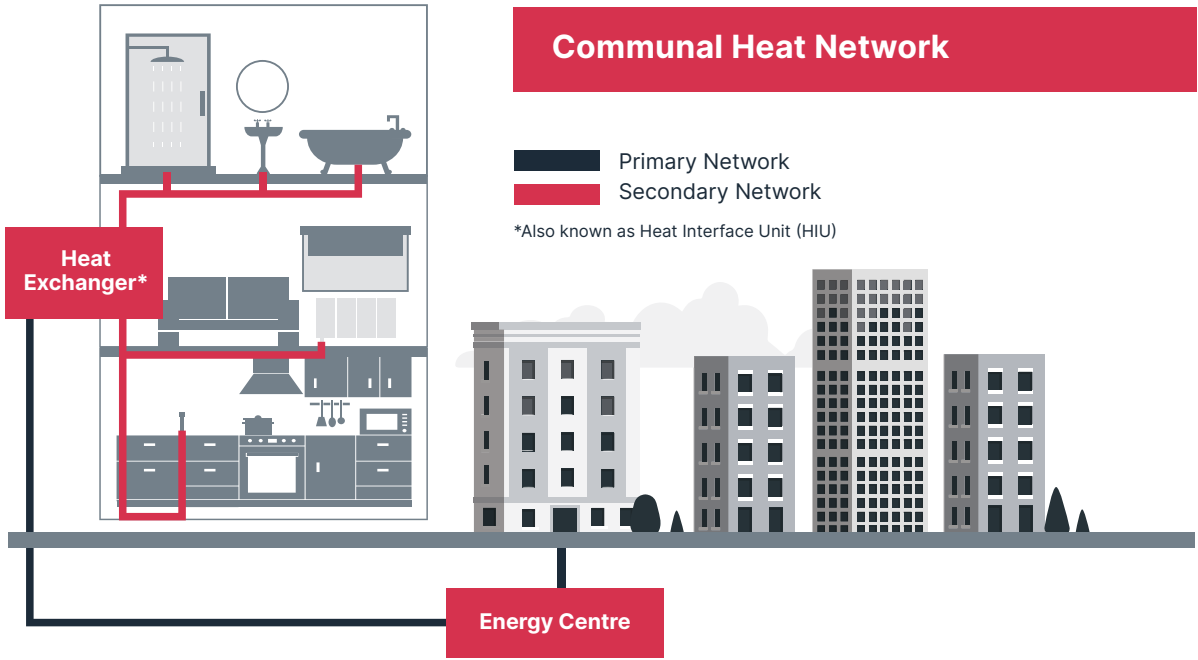 Communal Heat Network
Primary Network
Secondary Network
*Also known as Heat Interface Unit (HIU)
Heat
Exchanger*
Energy Centre